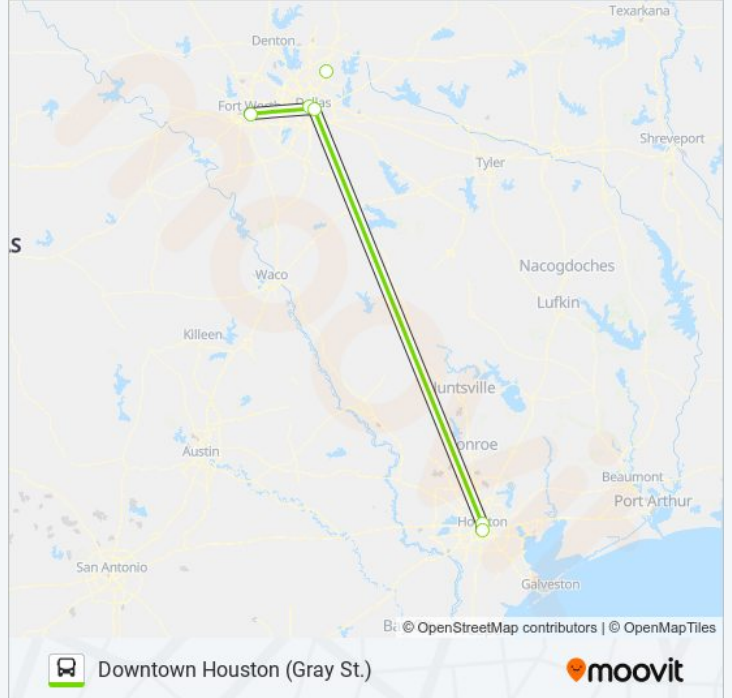 Texarkana
Denton
Fort Worth
Dallas
Shreveport
Tyler
.S
Nacogdoches
Waco
Lufkin
Killeen
Huntsville
Conroe
Austin
Beaumont
Port Arthur
Houston
San Antonio
Galveston
Ba
© OpenStreetMap contributors | © OpenMapTiles
Downtown Houston (Gray St.)
moovit